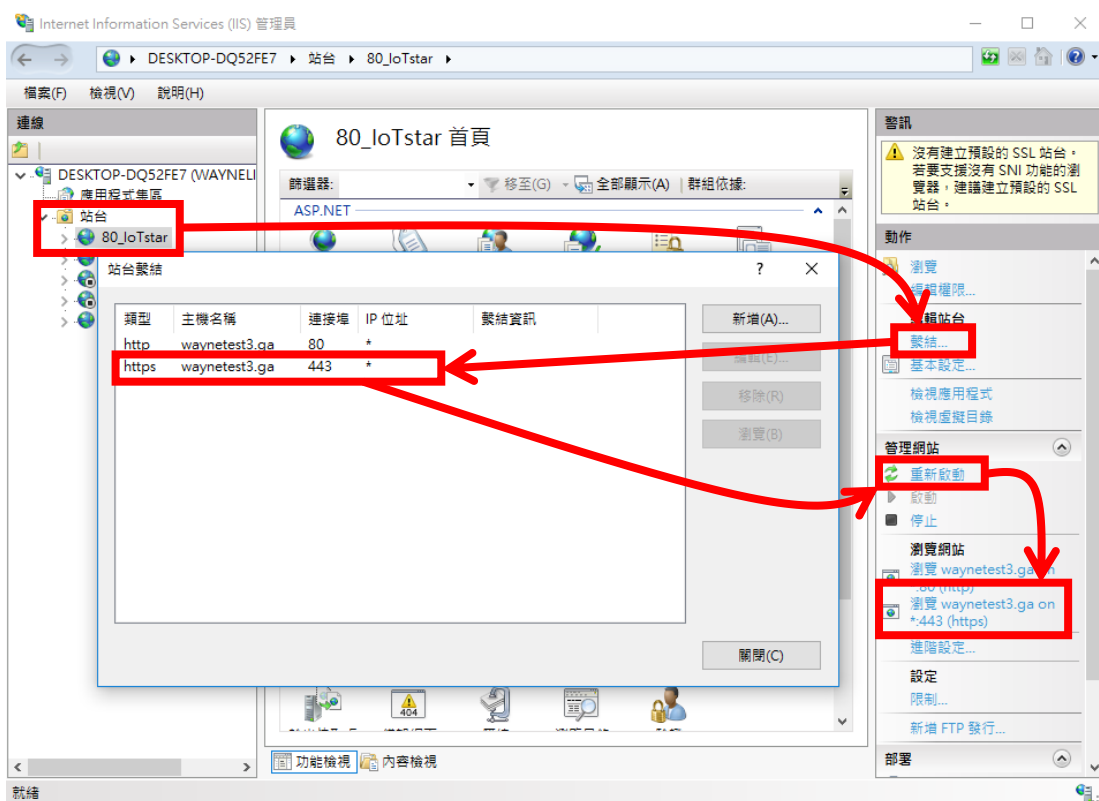 Internet Information Services (IIS) 管理員
DESKTOP-DQ52FE7 站台 80_IoTstar
檔案(F) 檢視(V) 說明(H)
連線
DESKTOP-DQ52FE7 (WAYNELI
應用程式集區
站台
80_IoTstar
80_IoTstar 首頁
篩選器: 移至(G) 全部顯示(A) 群組依據:
ASP.NET
站台繫結
? ×
類型 主機名稱 連接埠 IP 位址 繫結資訊
http waynetest3.ga 80 *
https waynetest3.ga 443 *
新增(A)...
編輯(E)...
移除(R)
瀏覽(B)
關閉(C)
404
功能檢視 內容檢視
警訊
沒有建立預設的 SSL 站台。
若要支援沒有 SNI 功能的瀏
覽器，建議建立預設的 SSL
站台。
動作
瀏覽
編輯權限...
編輯站台
繫結...
基本設定...
檢視應用程式
檢視虛擬目錄
管理網站
重新啟動
啟動
停止
瀏覽網站
瀏覽 waynetest3.ga on
*:80 (http)
瀏覽 waynetest3.ga on
*:443 (https)
進階設定...
設定
限制...
新增 FTP 發行...
部署
就緒